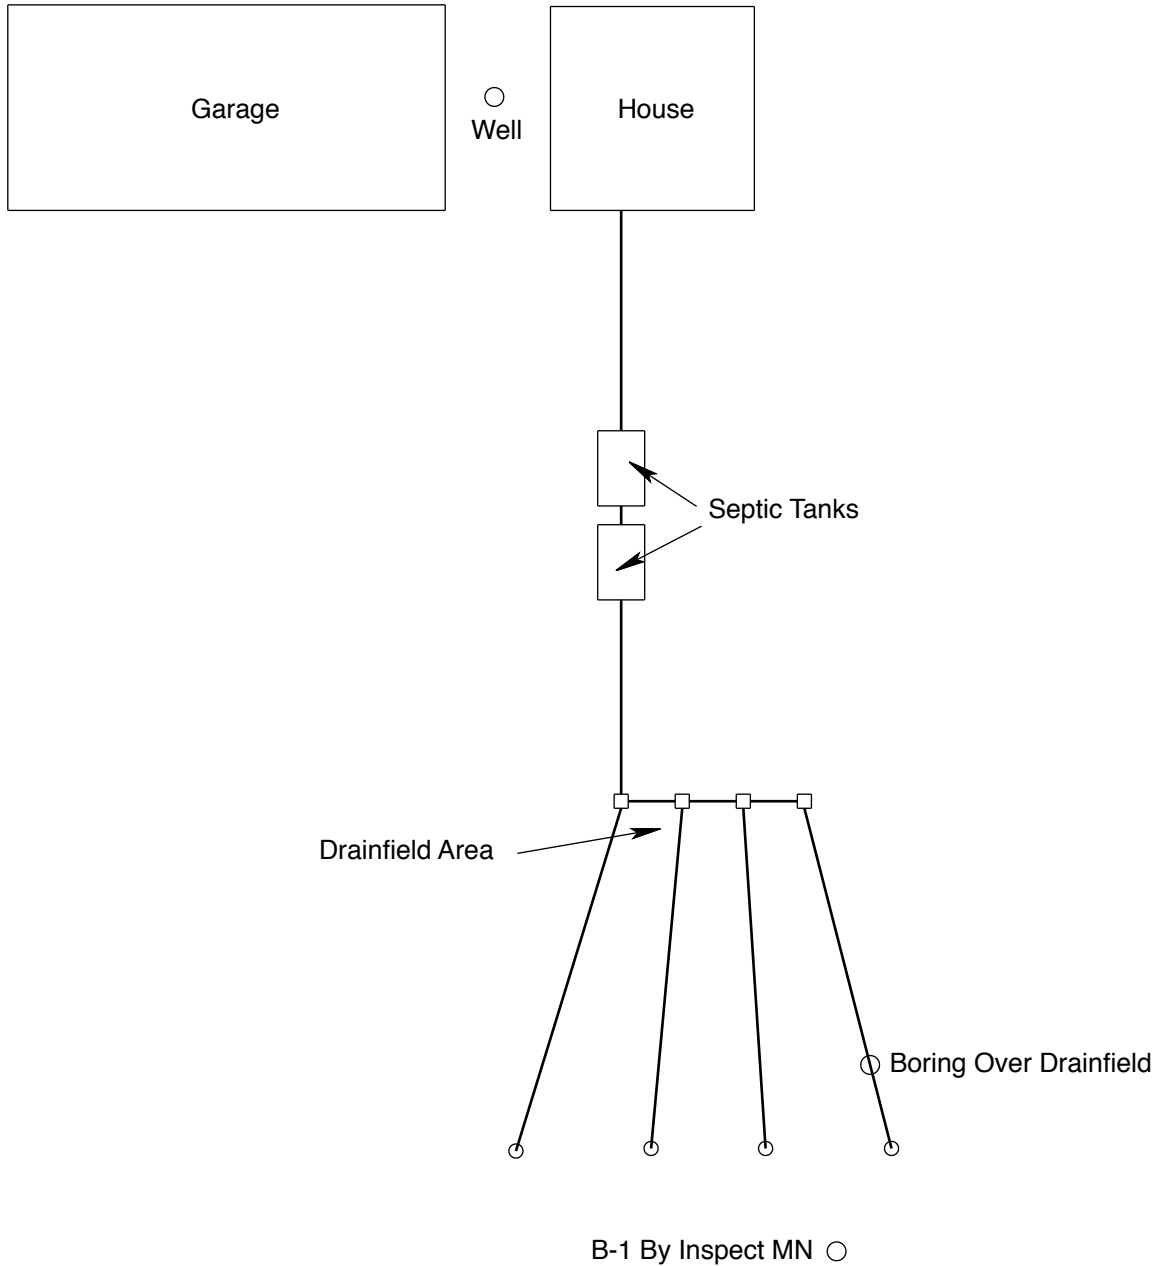 Garage
Well
House
Septic Tanks
Drainfield Area
Boring Over Drainfield
B-1 By Inspect MN